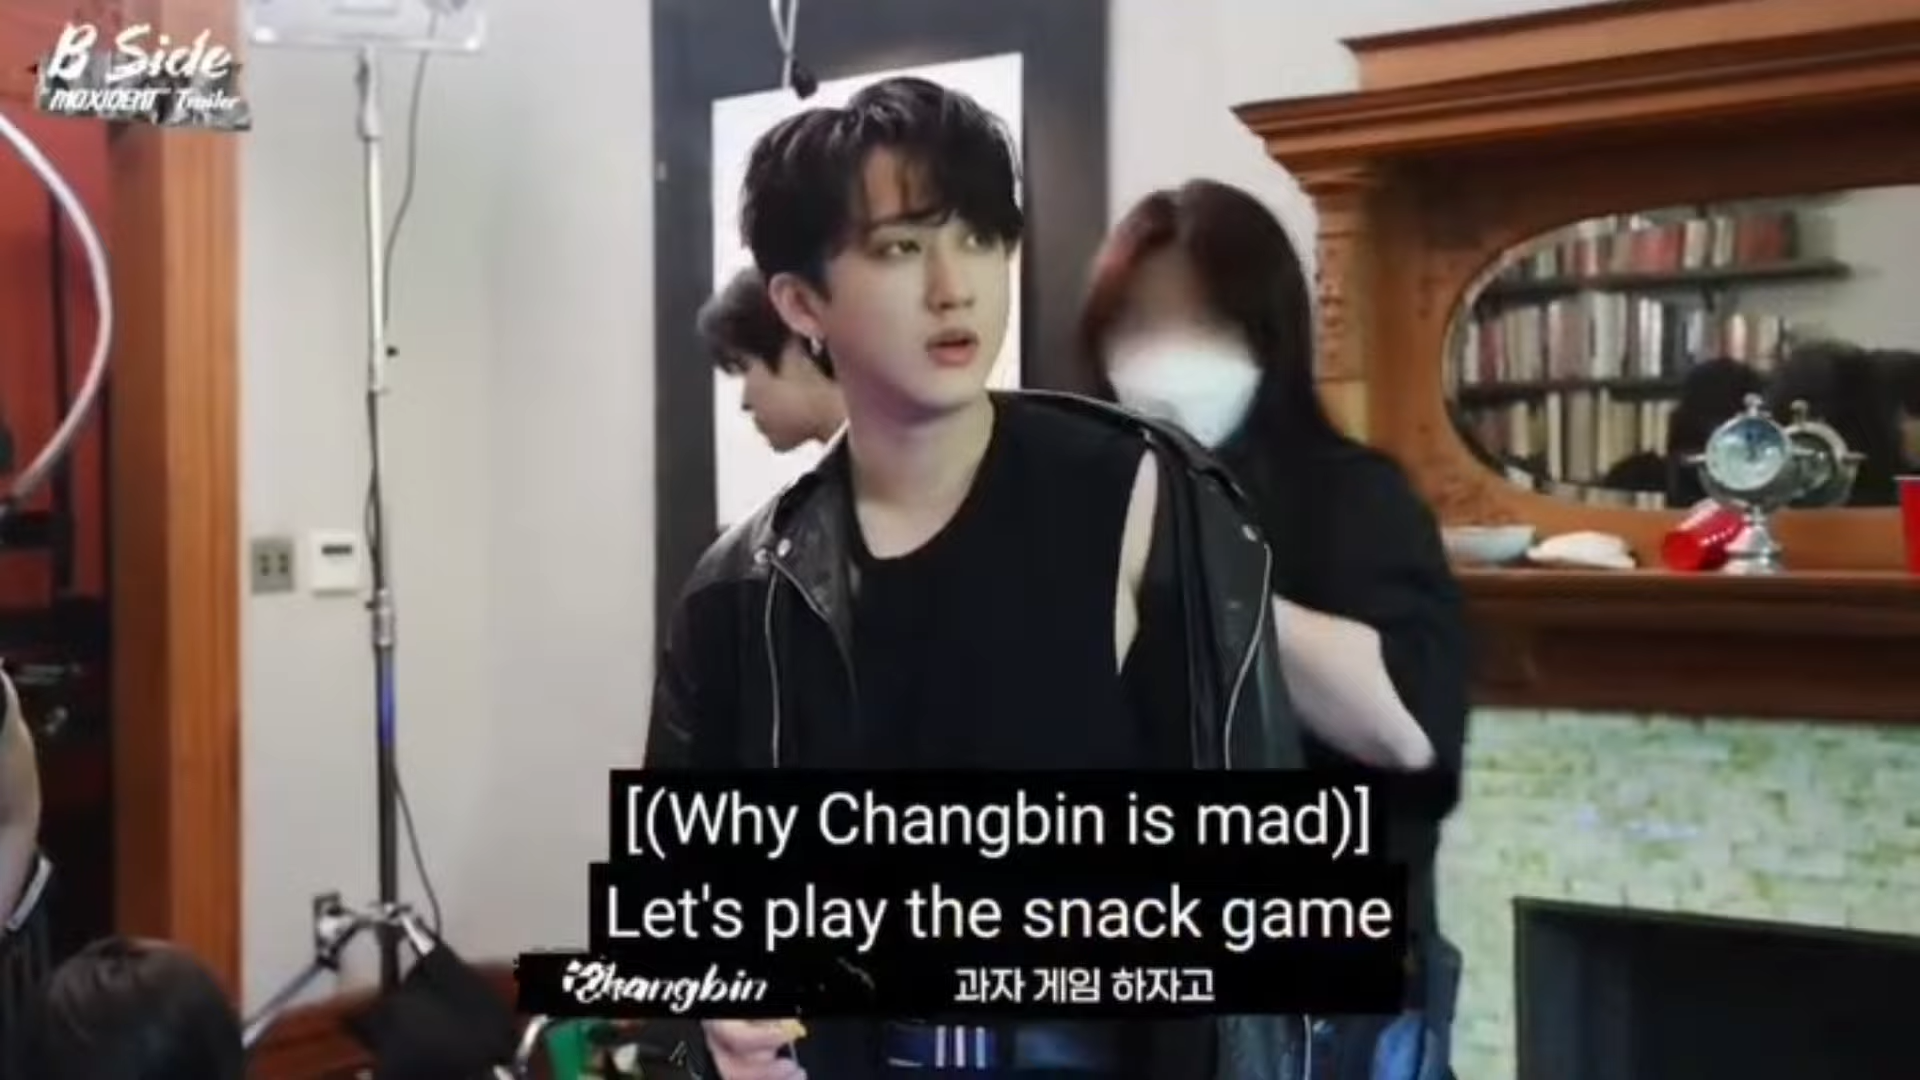 B Side
MAXIDENT Trailer
[(Why Changbin is mad)]
Let's play the snack game
Changbin
과자 게임 하자고